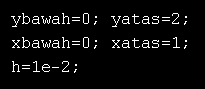 ybawah=0; yatas=2;
xbawah=0; xatas=1;
h=1e-2;